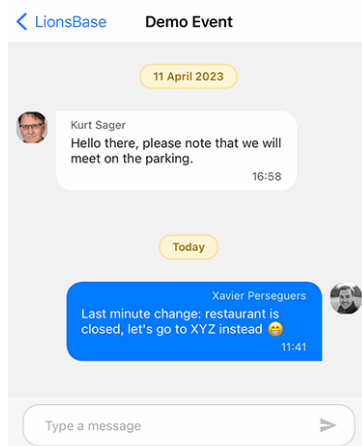 LionsBase Demo Event
11 April 2023
Kurt Sager
Hello there, please note that we will
meet on the parking.
16:58
Today
Xavier Perseguers
Last minute change: restaurant is
closed, let's go to XYZ instead 😁
11:41
Type a message